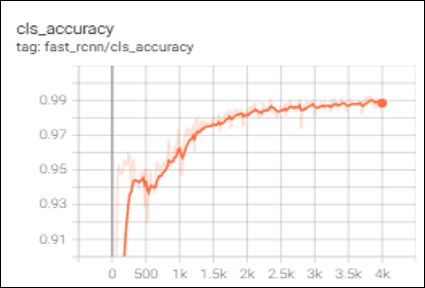 cls_accuracy
tag: fast_rcnn/cls_accuracy
0.99
0.97
0.95
0.93
0.91
0 500 1k 1.5k 2k 2.5k 3k 3.5k 4k